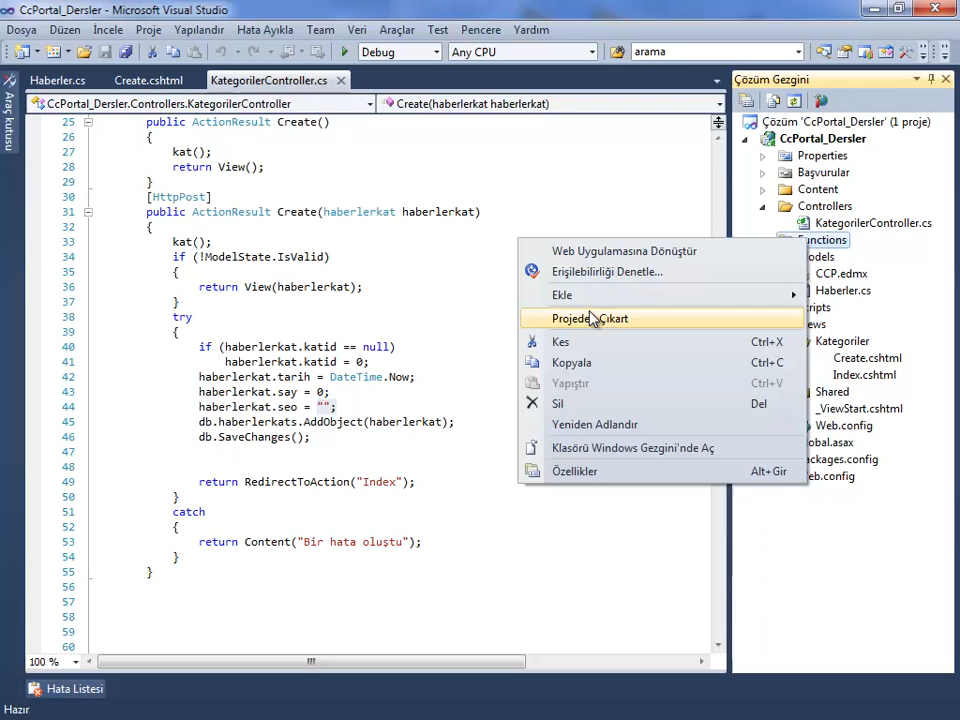 CcPortal_Dersler - Microsoft Visual Studio
Dosya Düzen İncele Proje Yapılandır Hata Ayıkla Team Veri Araçlar Test Pencere Yardım
Debug Any CPU arama
Haberler.cs Create.cshtml KategorilerController.cs
CcPortal_Dersler.Controllers.KategorilerController Create(haberlerkat haberlerkat)
Araç kutusu
25 public ActionResult Create()
26 {
27 kat();
28 return View();
29 }
30 [HttpPost]
31 public ActionResult Create(haberlerkat haberlerkat)
32 {
33 kat();
34 if (!ModelState.IsValid)
35 {
36 return View(haberlerkat);
37 }
38 try
39 {
40 if (haberlerkat.katid == null)
41 haberlerkat.katid = 0;
42 haberlerkat.tarih = DateTime.Now;
43 haberlerkat.say = 0;
44 haberlerkat.seo = "";
45 db.haberlerkats.AddObject(haberlerkat);
46 db.SaveChanges();
47
48
49 return RedirectToAction("Index");
50 }
51 catch
52 {
53 return Content("Bir hata oluştu");
54 }
55 }
56
57
58
59
60
100 %
Web Uygulamasına Dönüştür
Erişilebilirliği Denetle...
Ekle
Çıkart
Kes Ctrl+X
Kopyala Ctrl+C
Yapıştır Ctrl+V
Sil Del
Yeniden Adlandır
Klasörü Windows Gezgini'nde Aç
Özellikler Alt+Gir
Çözüm Gezgini
Çözüm 'CcPortal_Dersler' (1 proje)
CcPortal_Dersler
Properties
Başvurular
Content
Controllers
KategorilerController.cs
Functions
CCP.edmx
Haberler.cs
Kategoriler
Create.cshtml
Index.cshtml
Shared
_ViewStart.cshtml
Web.config
Hata Listesi
Hazır